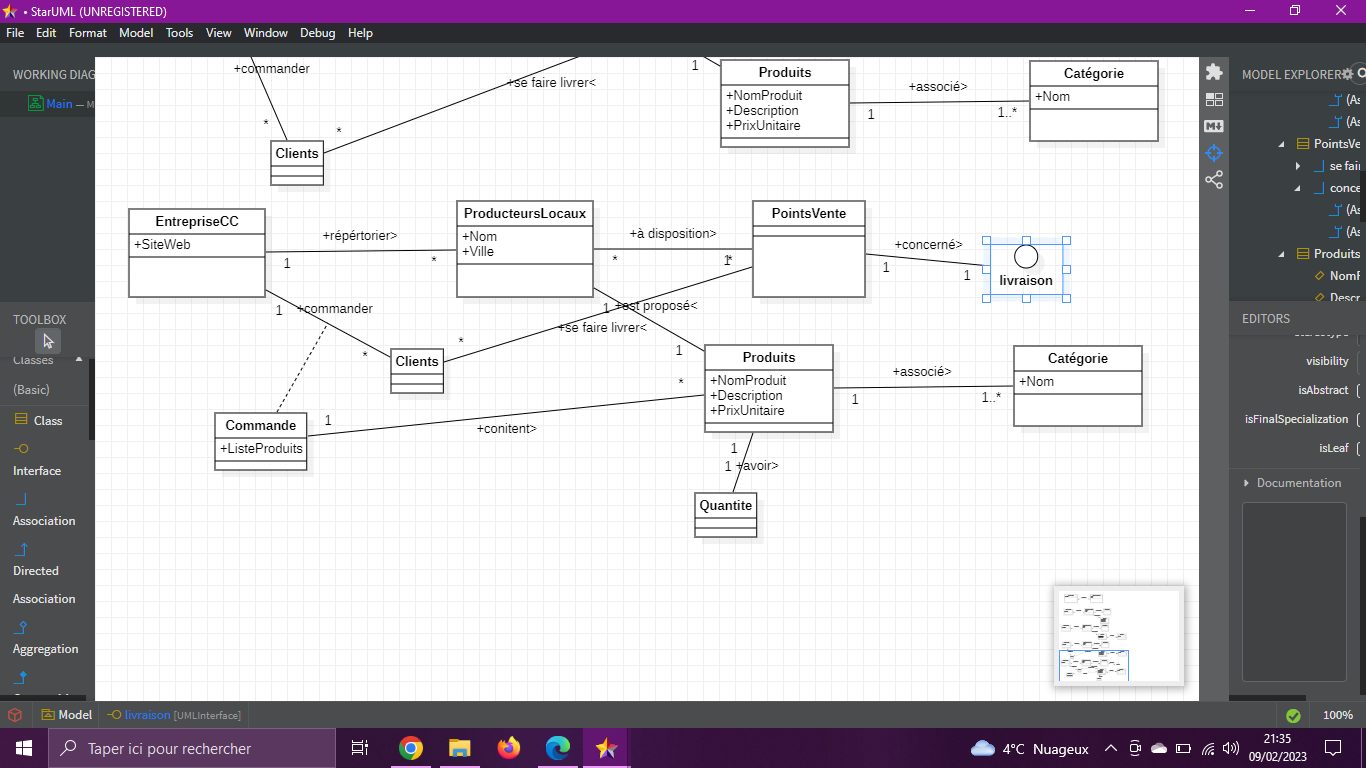 • StarUML (UNREGISTERED)
File Edit Format Model Tools View Window Debug Help
WORKING DIAG
Main — M
+commander
+se faire livrer<
*
*
Clients
1
Produits
+NomProduit
+Description
+PrixUnitaire
+associé>
1
1..*
Catégorie
+Nom
EntrepriseCC
+SiteWeb
+répértorier>
1
*
ProducteursLocaux
+Nom
+Ville
+à disposition>
*
1*
PointsVente
+concerné>
1
1
livraison
1
+commander
*
1
+est proposé<
+se faire livrer<
*
1
Clients
Produits
+NomProduit
+Description
+PrixUnitaire
*
+associé>
1
1..*
Catégorie
+Nom
Commande
+ListeProduits
1
+conitent>
1
1
+avoir>
Quantite
TOOLBOX
Classes
(Basic)
Class
Interface
Association
Directed
Association
Aggregation
MODEL EXPLORER
(As
(As
PointsVe
se fair
conce
(As
(As
Produits
NomF
Descr
EDITORS
visibility
isAbstract
isFinalSpecialization
isLeaf
Documentation
Model
livraison [UMLInterface]
100%
Taper ici pour rechercher
4°C Nuageux
21:35
09/02/2023